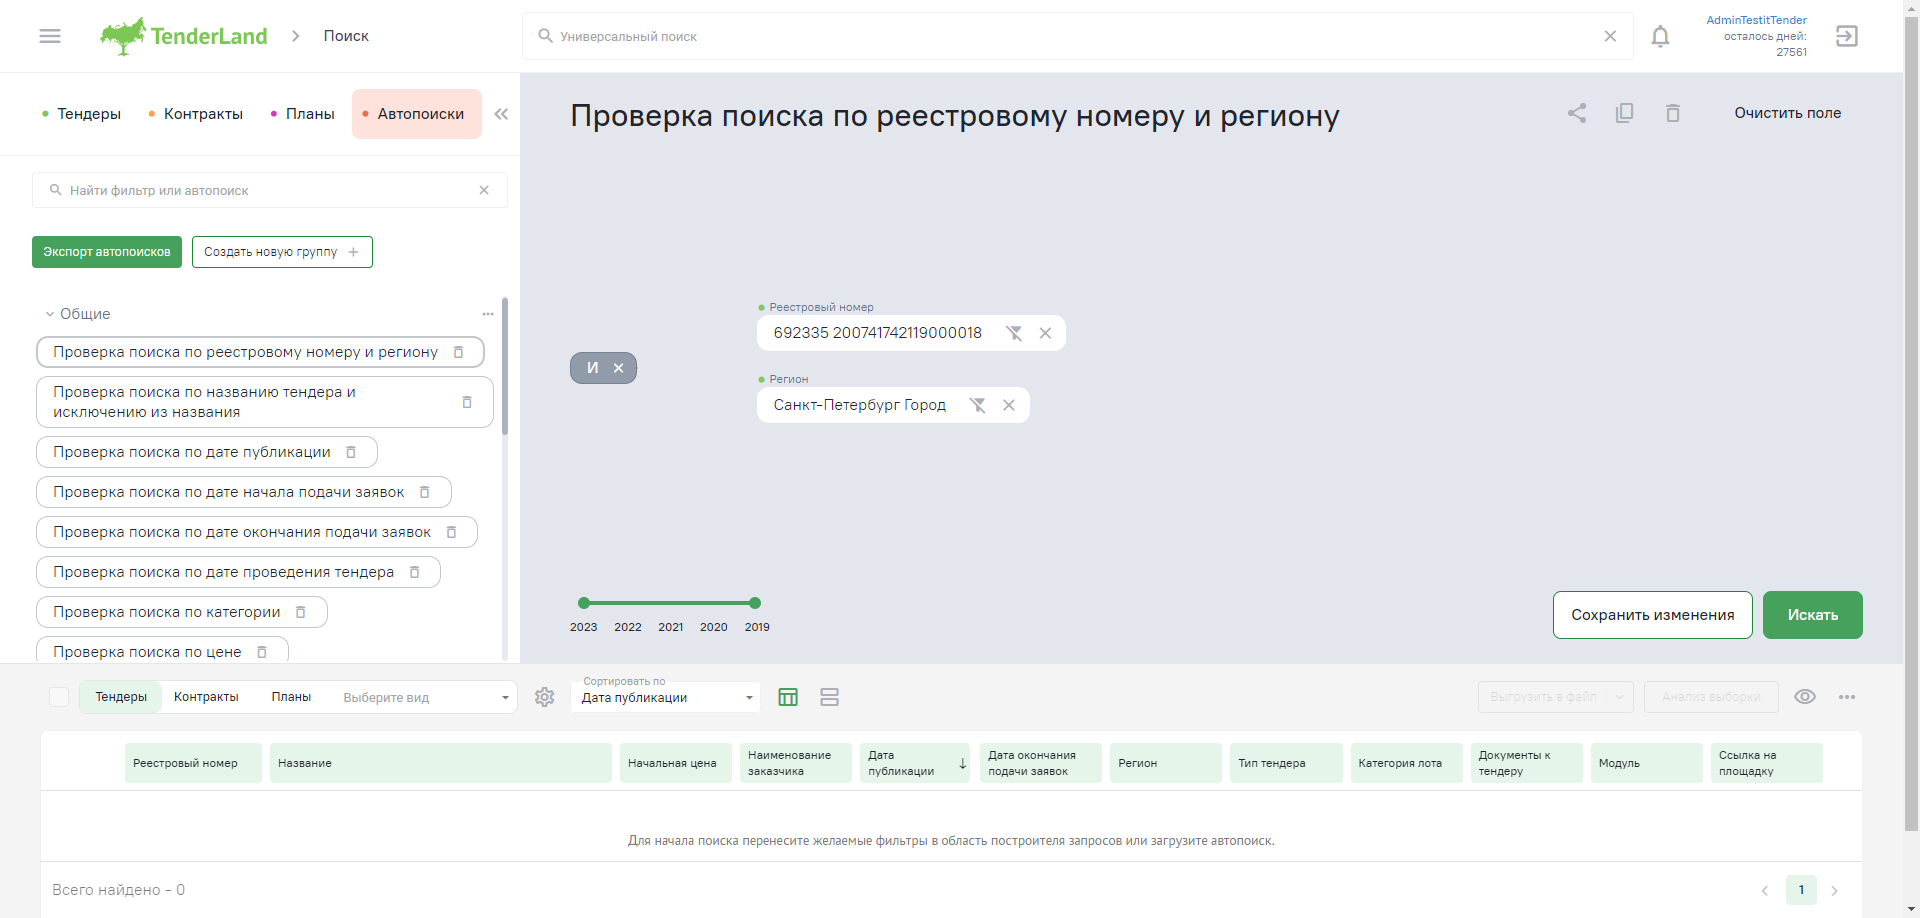 TenderLand
Поиск
Универсальный поиск
AdminTestitTender
осталось дней:
27561
Тендеры
Контракты
Планы
Автопоиски
Найти фильтр или автопоиск
Экспорт автопоисков
Создать новую группу
Общие
Проверка поиска по реестровому номеру и региону
Проверка поиска по названию тендера и
исключению из названия
Проверка поиска по дате публикации
Проверка поиска по дате начала подачи заявок
Проверка поиска по дате окончания подачи заявок
Проверка поиска по дате проведения тендера
Проверка поиска по категории
Проверка поиска по цене
Проверка поиска по реестровому номеру и региону
Очистить поле
И
Реестровый номер
692335 200741742119000018
Регион
Санкт-Петербург Город
2023 2022 2021 2020 2019
Сохранить изменения
Искать
Тендеры
Контракты
Планы
Выберите вид
Сортировать по
Дата публикации
Выгрузить в файл
Анализ выборки
Реестровый номер
Название
Начальная цена
Наименование
заказчика
Дата
публикации
Дата окончания
подачи заявок
Регион
Тип тендера
Категория лота
Документы к
тендеру
Модуль
Ссылка на
площадку
Для начала поиска перенесите желаемые фильтры в область построителя запросов или загрузите автопоиск.
Всего найдено - 0
1